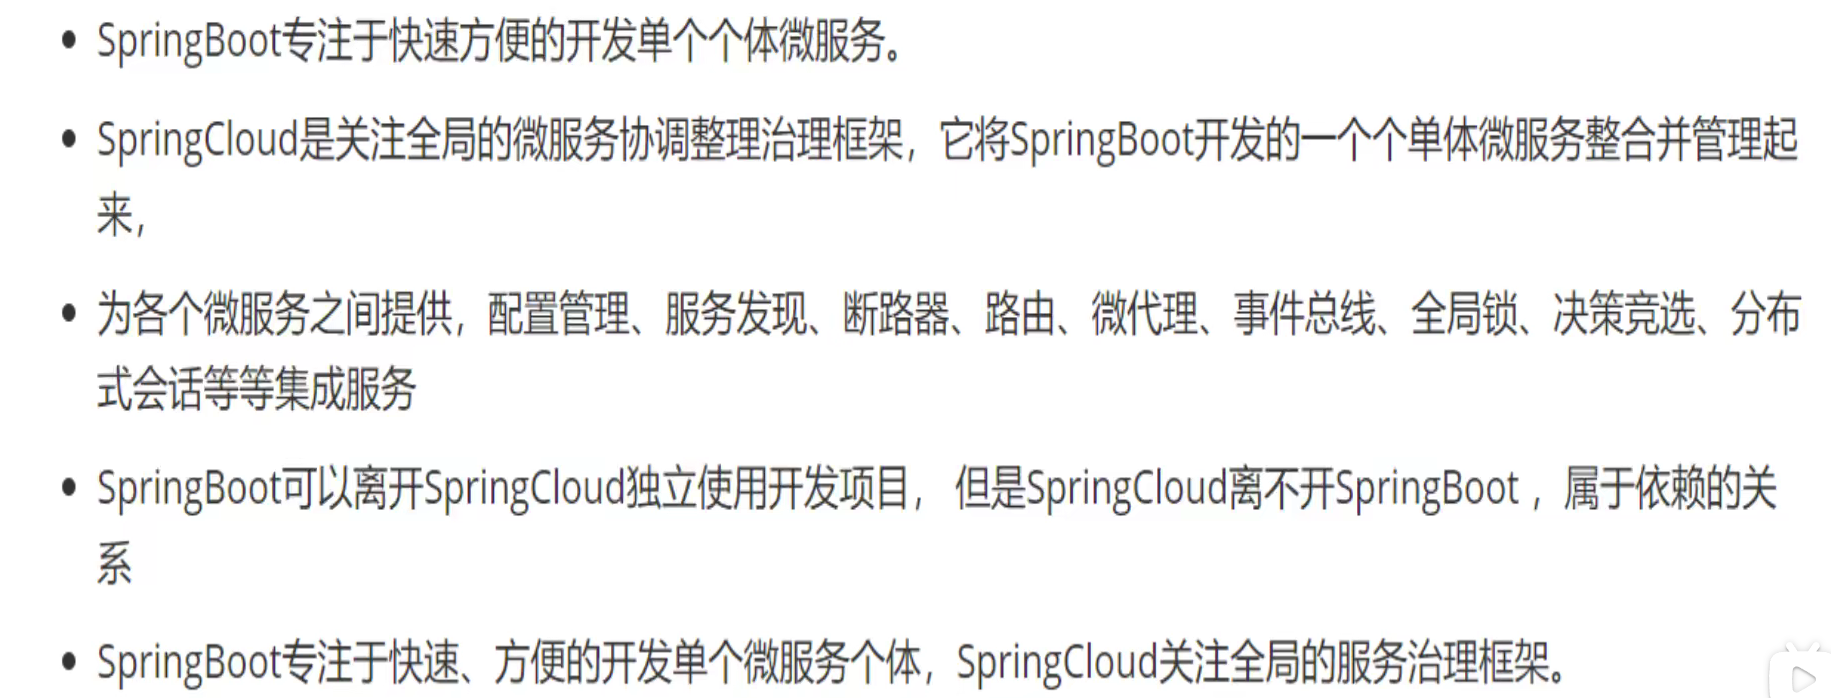 • SpringBoot专注于快速方便的开发单个个体微服务。
• SpringCloud是关注全局的微服务协调整理治理框架，它将SpringBoot开发的一个个单体微服务整合并管理起
来，
• 为各个微服务之间提供，配置管理、服务发现、断路器、路由、微代理、事件总线、全局锁、决策竞选、分布
式会话等等集成服务
• SpringBoot可以离开SpringCloud独立使用开发项目， 但是SpringCloud离不开SpringBoot ，属于依赖的关
系
• SpringBoot专注于快速、方便的开发单个微服务个体，SpringCloud关注全局的服务治理框架。